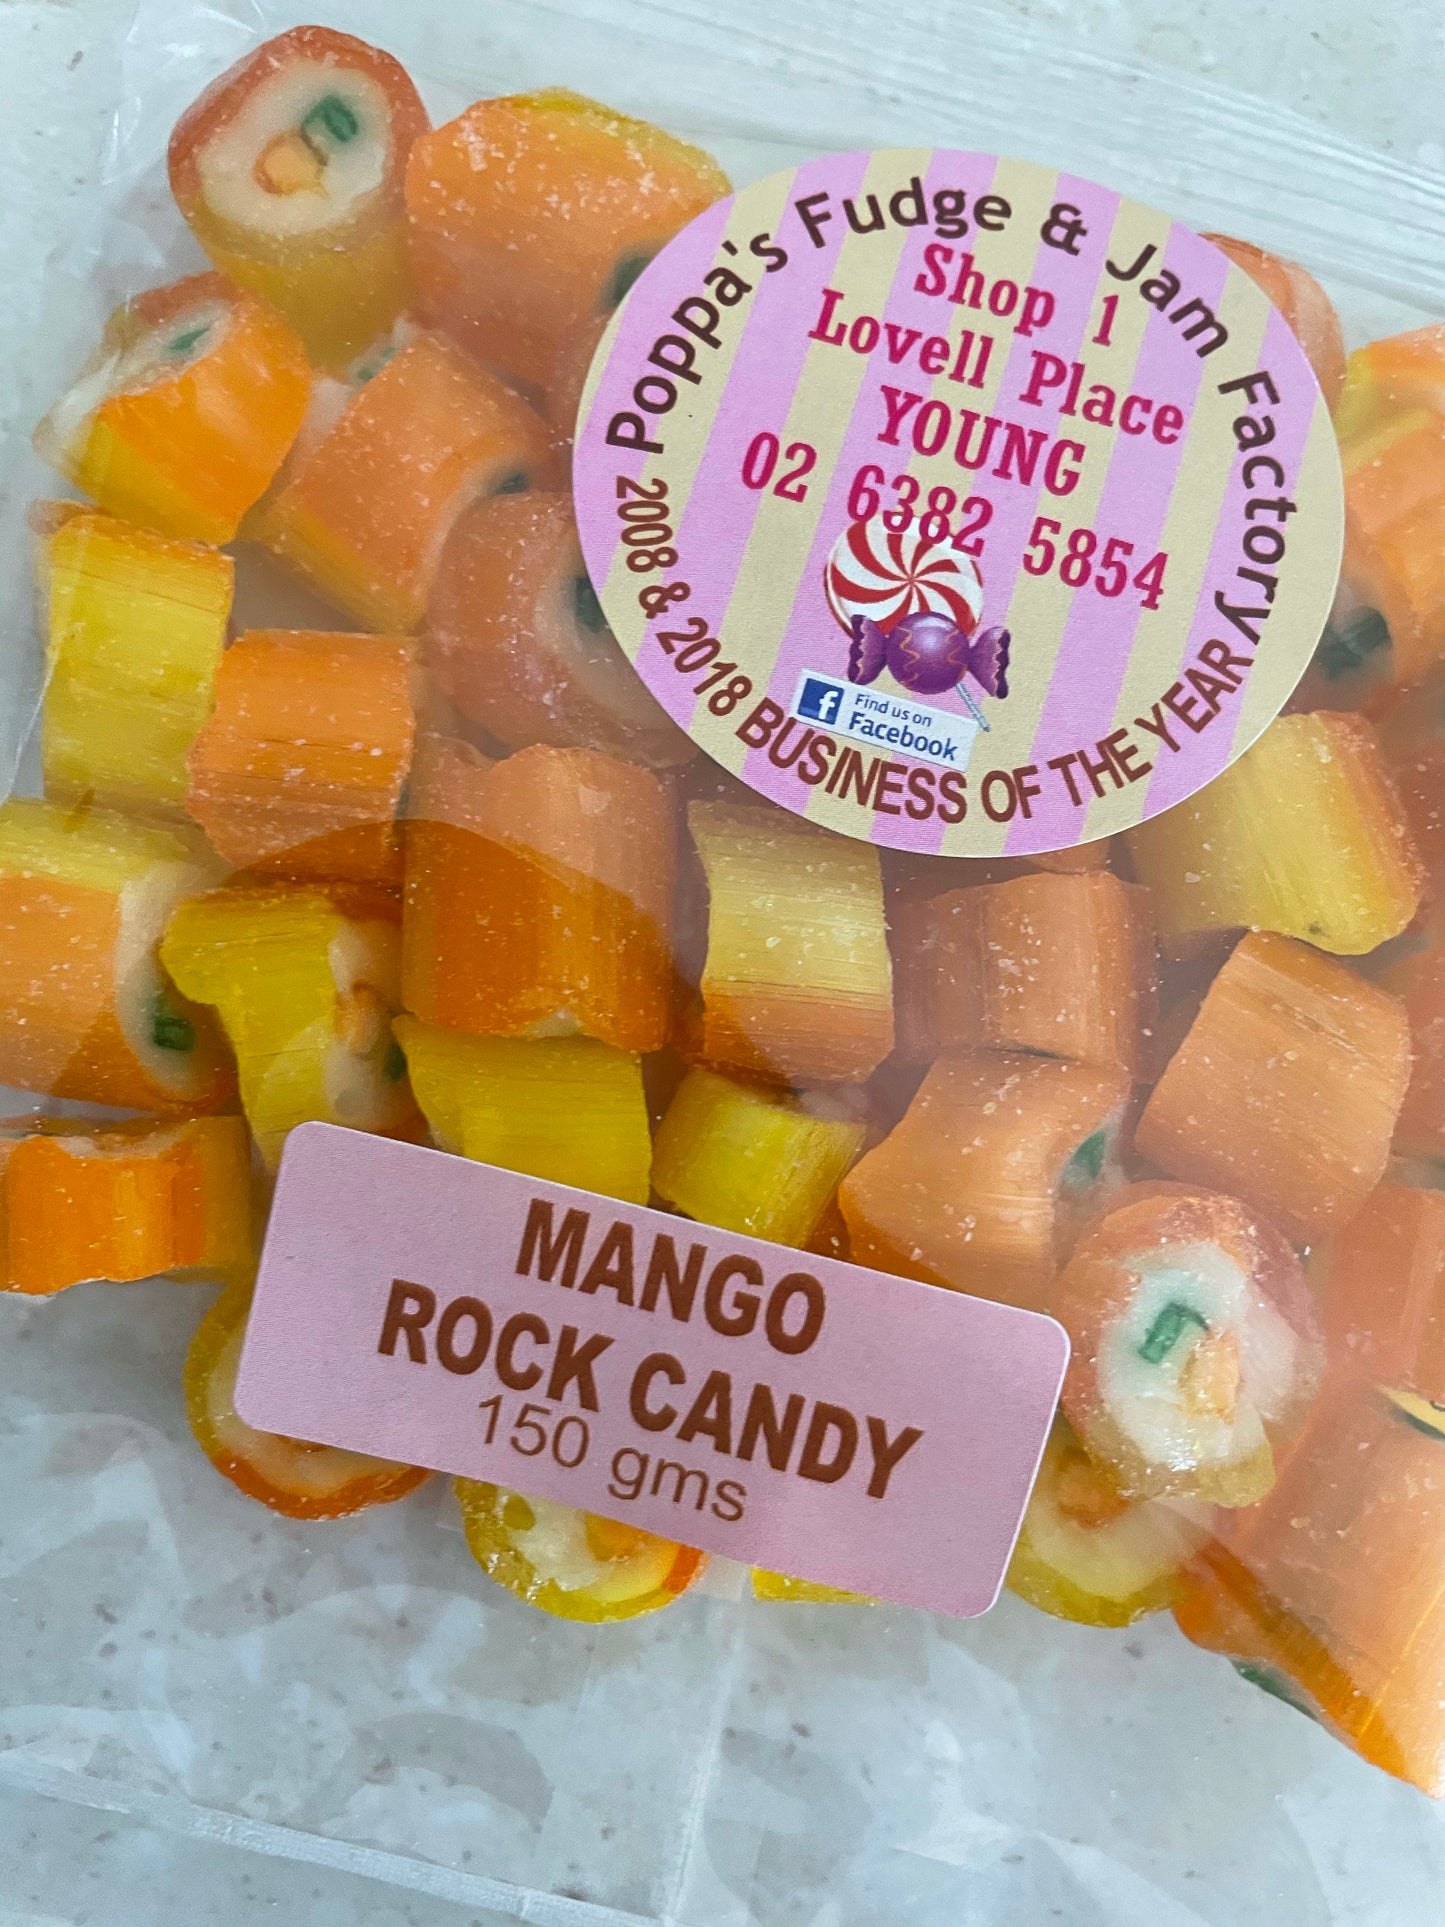 Poppa's Fudge & Jam Factory
Shop 1
Lovell Place
YOUNG
02 6382 5854
f Find us on
Facebook
2008 & 2018 BUSINESS OF THE YEAR
MANGO
ROCK CANDY
150 gms